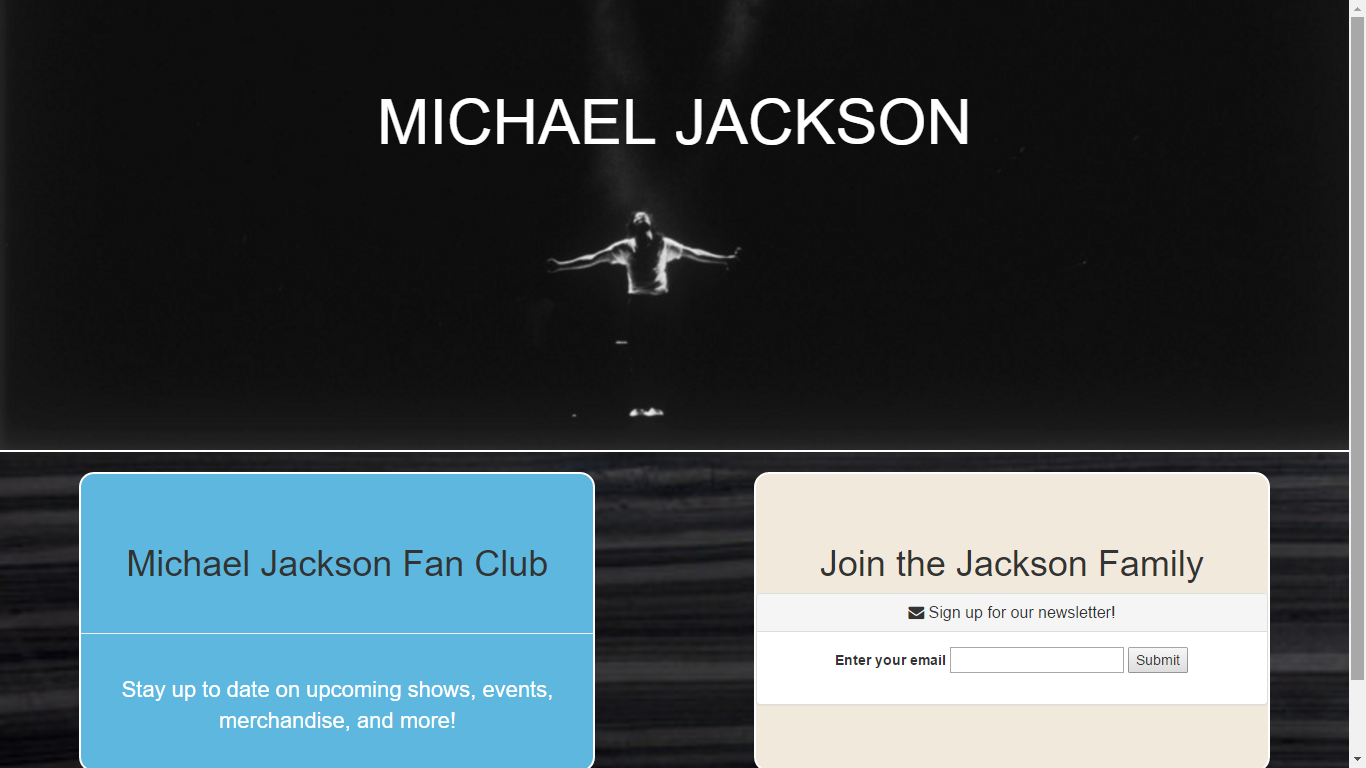 MICHAEL JACKSON
Michael Jackson Fan Club
Stay up to date on upcoming shows, events,
merchandise, and more!
Join the Jackson Family
Sign up for our newsletter!
Enter your email Submit